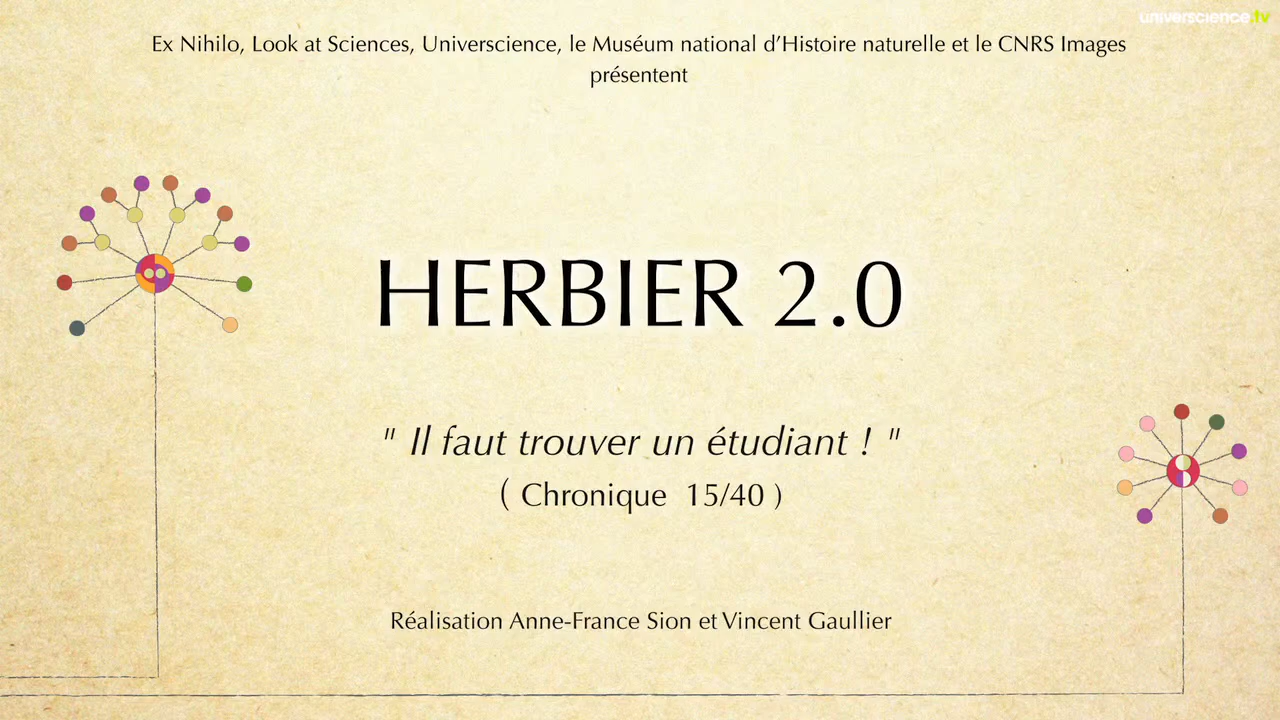 universcience.tv
Ex Nihilo, Look at Sciences, Universcience, le Muséum national d’Histoire naturelle et le CNRS Images
présentent
HERBIER 2.0
" Il faut trouver un étudiant ! "
( Chronique 15/40 )
Réalisation Anne-France Sion et Vincent Gaullier